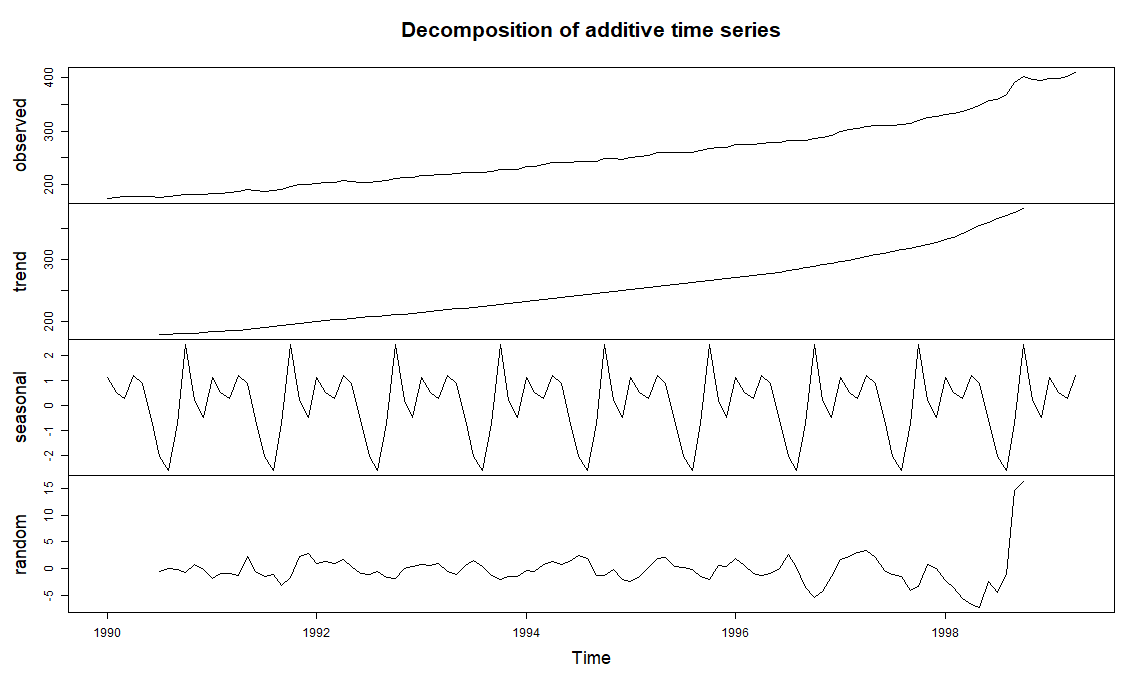 Decomposition of additive time series
observed
200 300 400
trend
200 300
seasonal
-2 -1 0 1 2
random
-5 0 5 10 15
1990 1992 1994 1996 1998
Time